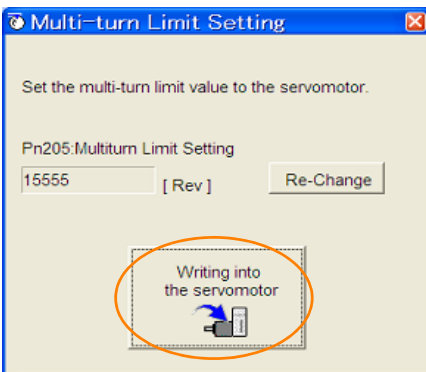 Multi-turn Limit Setting
Set the multi-turn limit value to the servomotor.
Pn205:Multiturn Limit Setting
15555 [ Rev ] Re-Change
Writing into
the servomotor